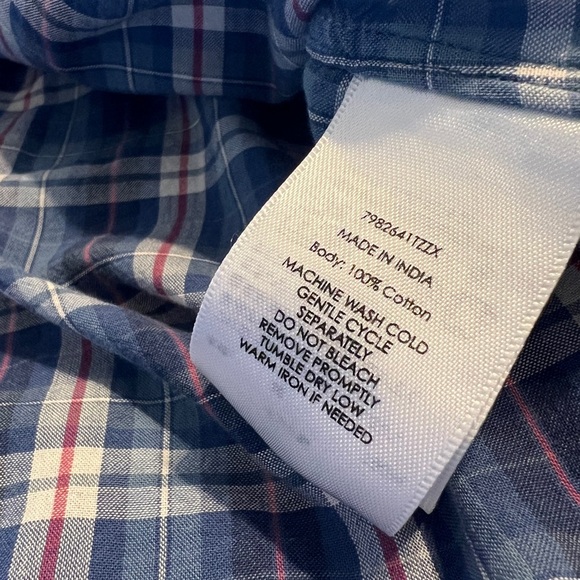 7982641TZZX
MADE IN INDIA
Body: 100% Cotton
MACHINE WASH COLD
GENTLE CYCLE
SEPARATELY
DO NOT BLEACH
REMOVE PROMPTLY
TUMBLE DRY LOW
WARM IRON IF NEEDED